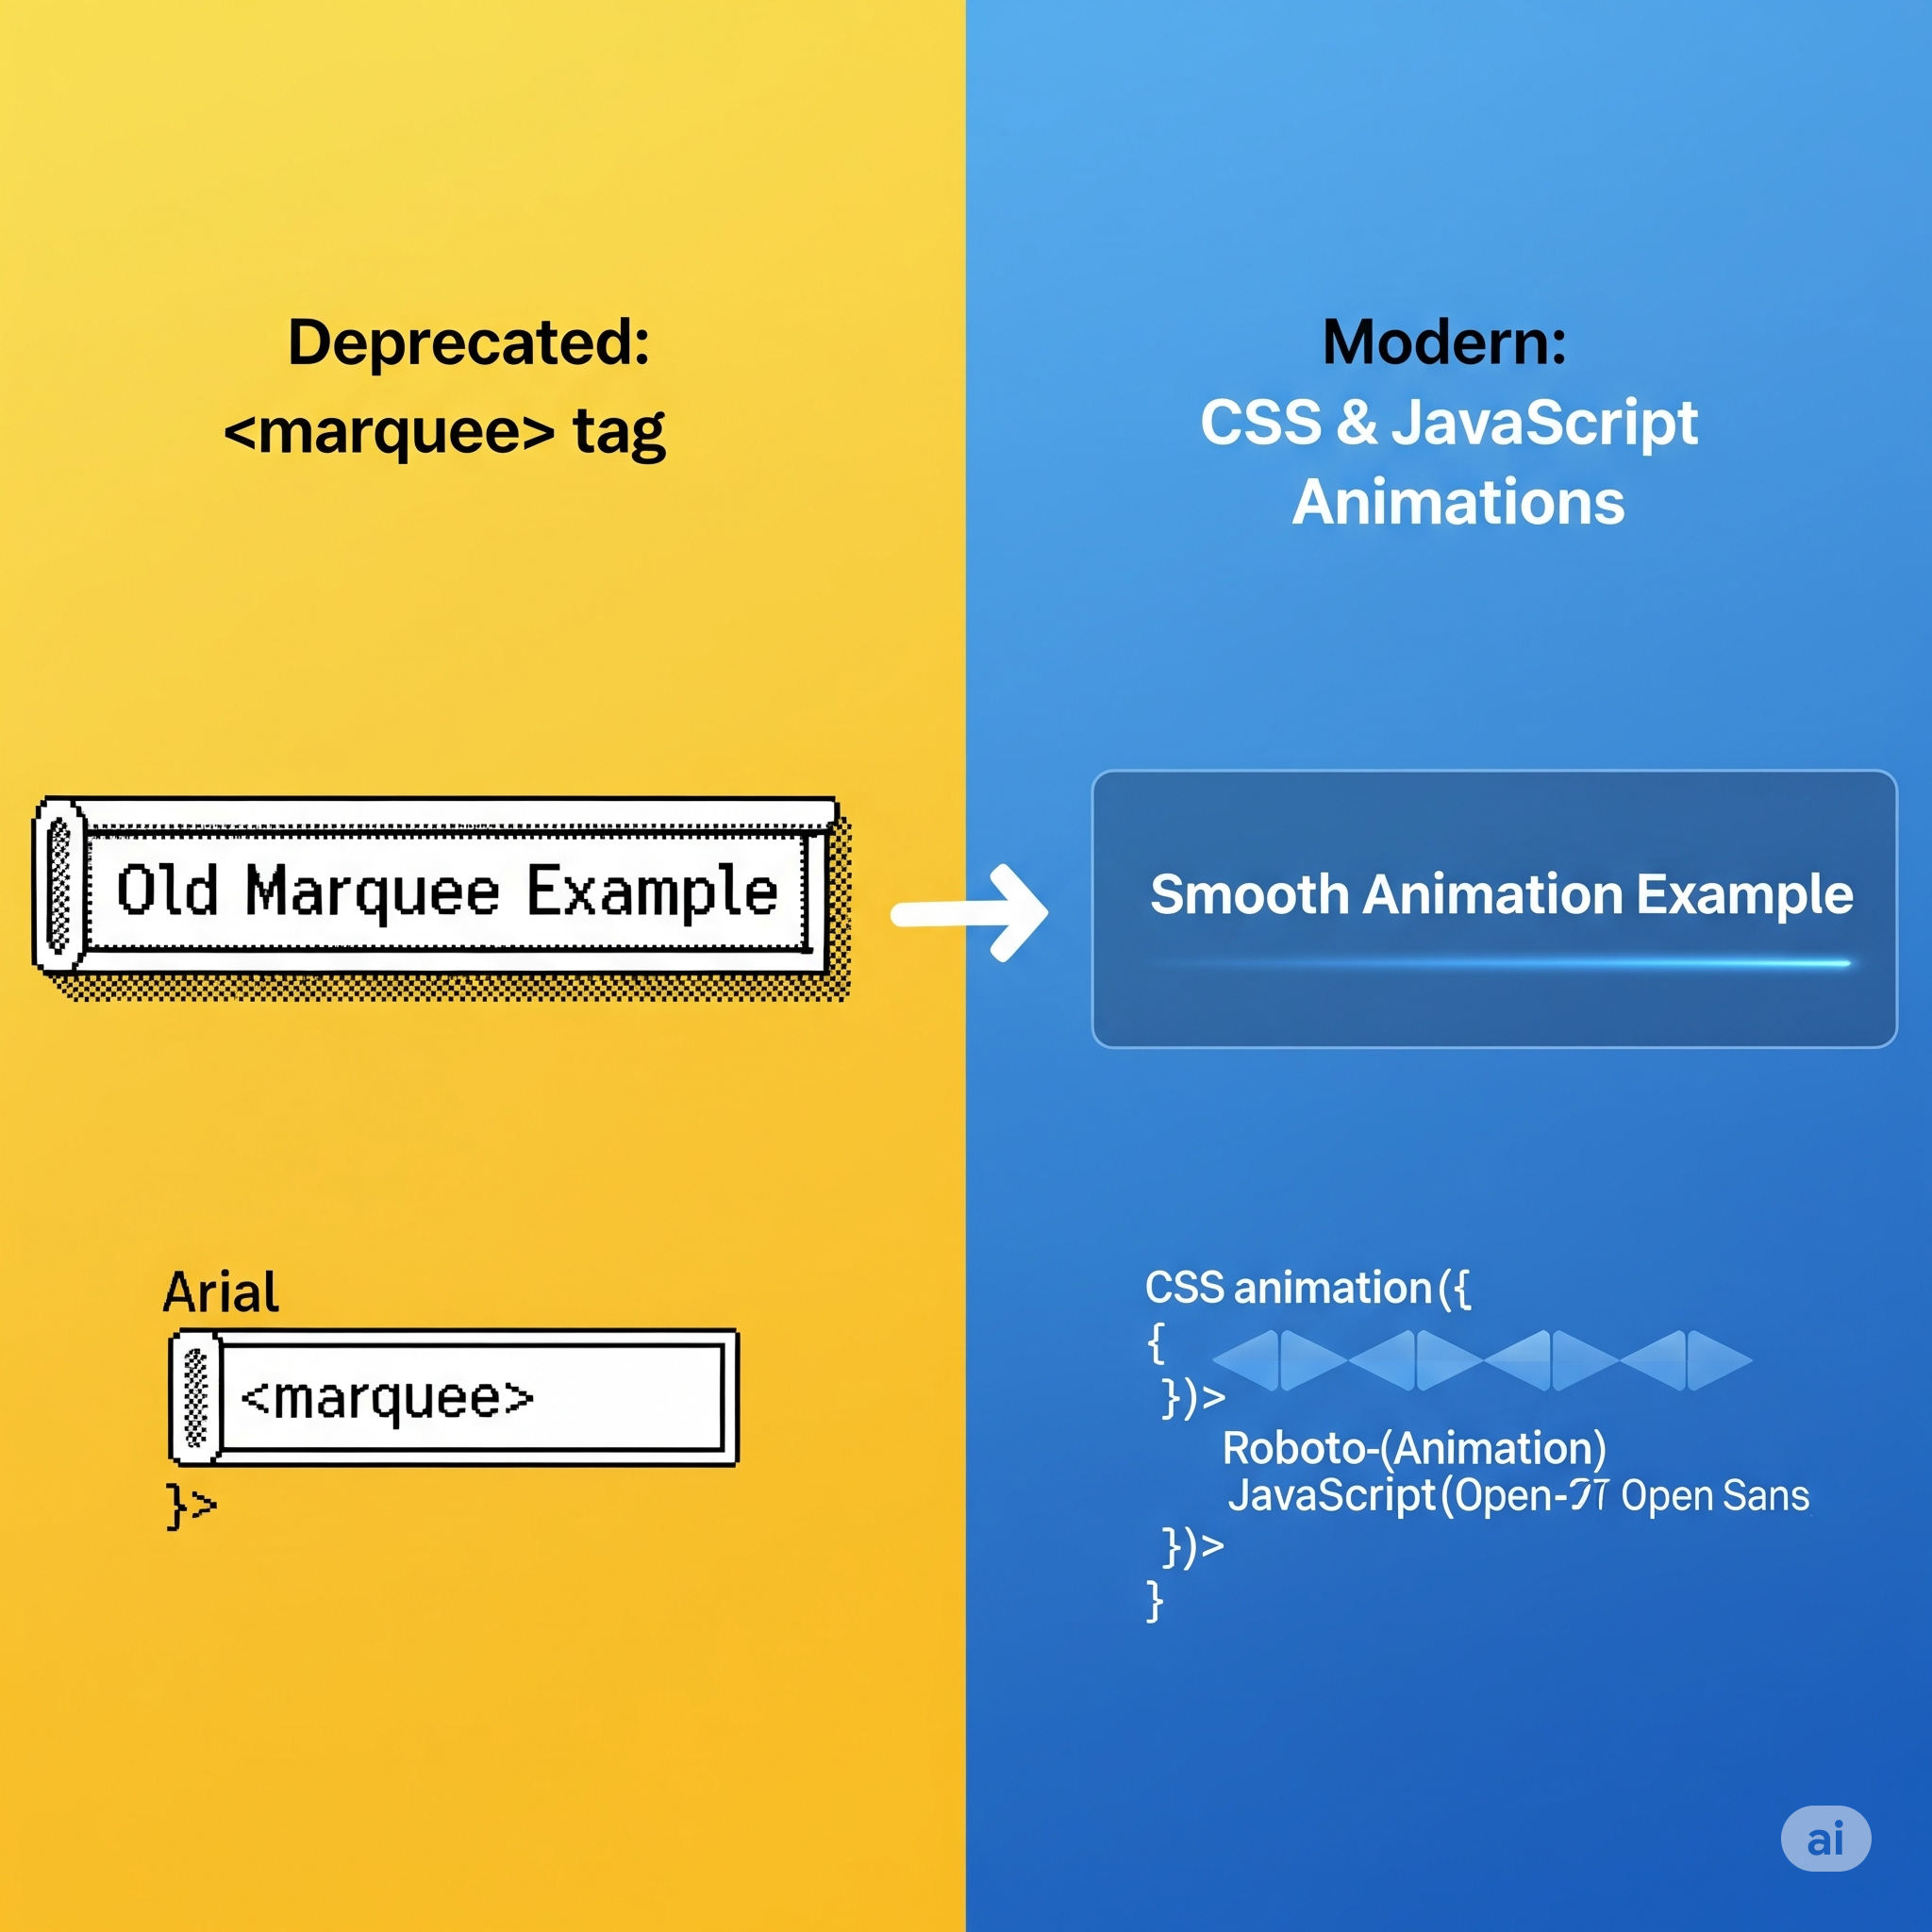 Deprecated:
<marquee> tag
Old Marquee Example
Arial
<marquee>
}>
Modern:
CSS & JavaScript
Animations
Smooth Animation Example
CSS animation({
{
})>
Roboto-(Animation)
JavaScript(Open- Open Sans
})>
}
ai